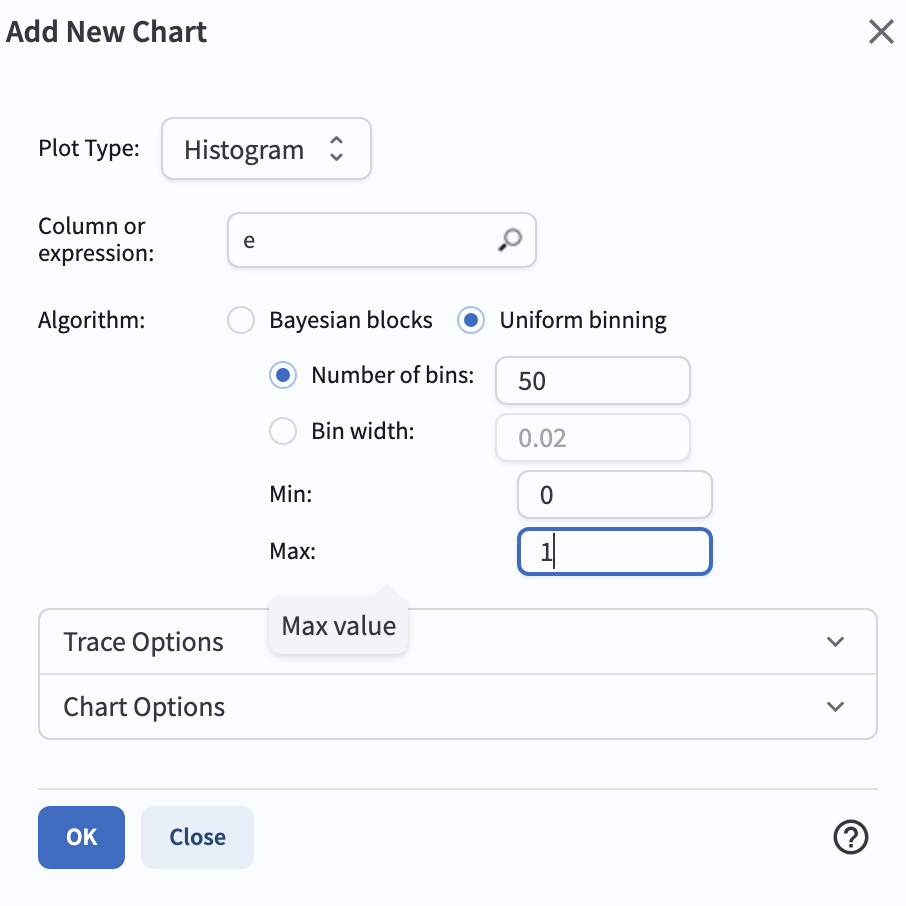 Add New Chart
Plot Type: Histogram
Column or
expression: e
Algorithm: Bayesian blocks Uniform binning
Number of bins: 50
Bin width: 0.02
Min: 0
Max: 1
Max value
Trace Options
Chart Options
OK Close ?